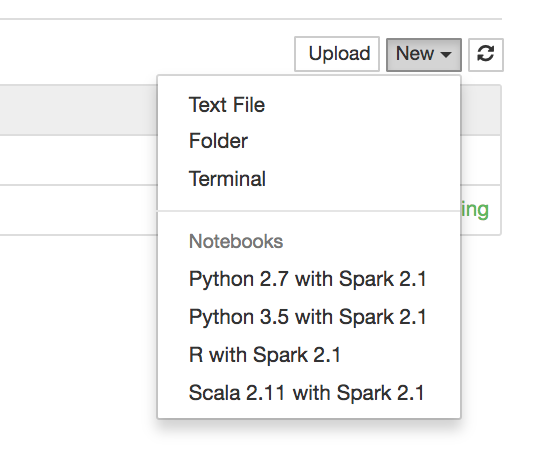 Upload New
Text File
Folder
Terminal
ing
Notebooks
Python 2.7 with Spark 2.1
Python 3.5 with Spark 2.1
R with Spark 2.1
Scala 2.11 with Spark 2.1